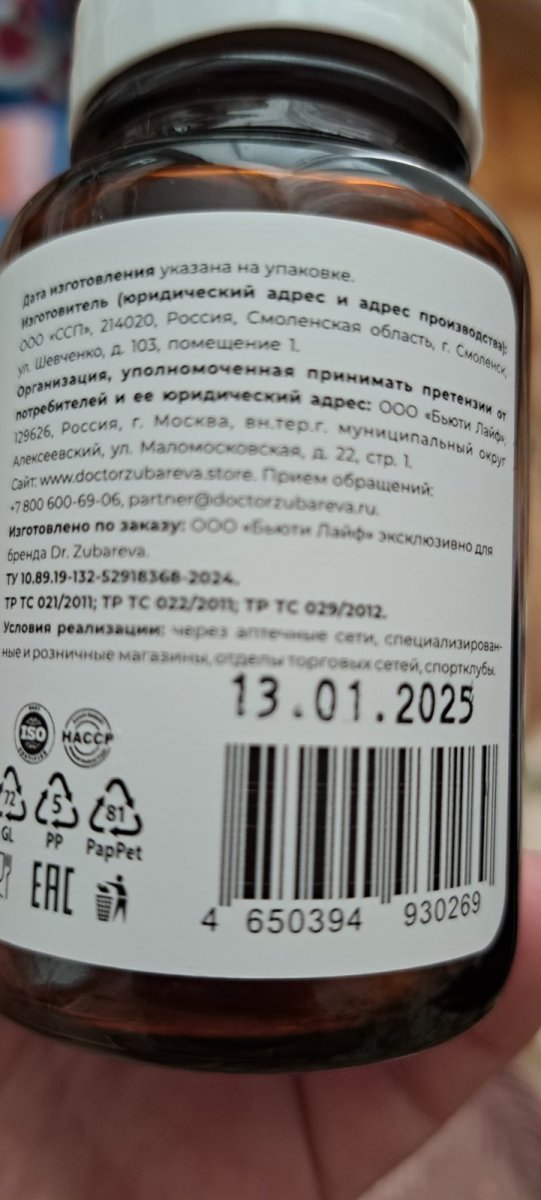 Дата изготовления указана на упаковке.
Изготовитель (юридический адрес и адрес производства):
ООО «ССП», 214020, Россия, Смоленская область, г. Смоленск,
ул. Шевченко, д. 103, помещение 1.
Организация, уполномоченная принимать претензии от
потребителей и ее юридический адрес: ООО «Бьюти Лайф»,
129626, Россия, г. Москва, вн.тер.г. муниципальный округ
Алексеевский, ул. Маломосковская, д. 22, стр. 1.
Сайт: www.doctorzubareva.store. Прием обращений:
+7 800 600-69-06, partner@doctorzubareva.ru.
Изготовлено по заказу: ООО «Бьюти Лайф» эксклюзивно для
бренда Dr. Zubareva.
ТУ 10.89.19-132-52918368-2024.
ТР ТС 021/2011; ТР ТС 022/2011; ТР ТС 029/2012.
Условия реализации: через аптечные сети, специализирован-
ные и розничные магазины, отделы торговых сетей, спортклубы.
13.01.2025
ISO
HACCP
72
GL
5
PP
81
PapPet
EAC
4 650394 930269